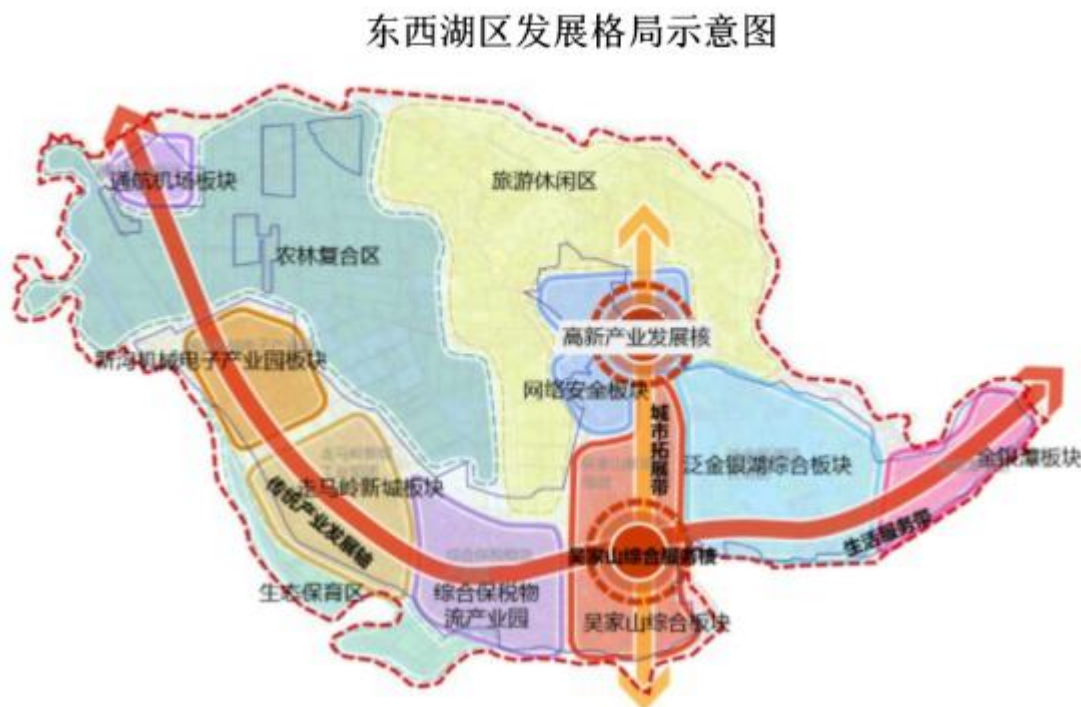 东西湖区发展格局示意图
通航机场板块
旅游休闲区
农林复合区
高新产业发展核
新沟机械电子产业园板块
网络安全板块
城市拓展带
泛金银湖综合板块
金银潭板块
走马岭新城板块
传统产业发展轴
生活服务带
吴家山综合服务核
生态保育区
综合保税物
流产业园
吴家山综合板块